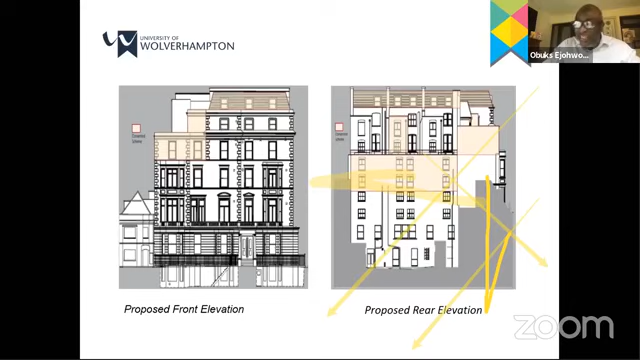 UNIVERSITY OF
WOLVERHAMPTON
Obuks Ejohwo...
Proposed Front Elevation
Proposed Rear Elevation
zoom